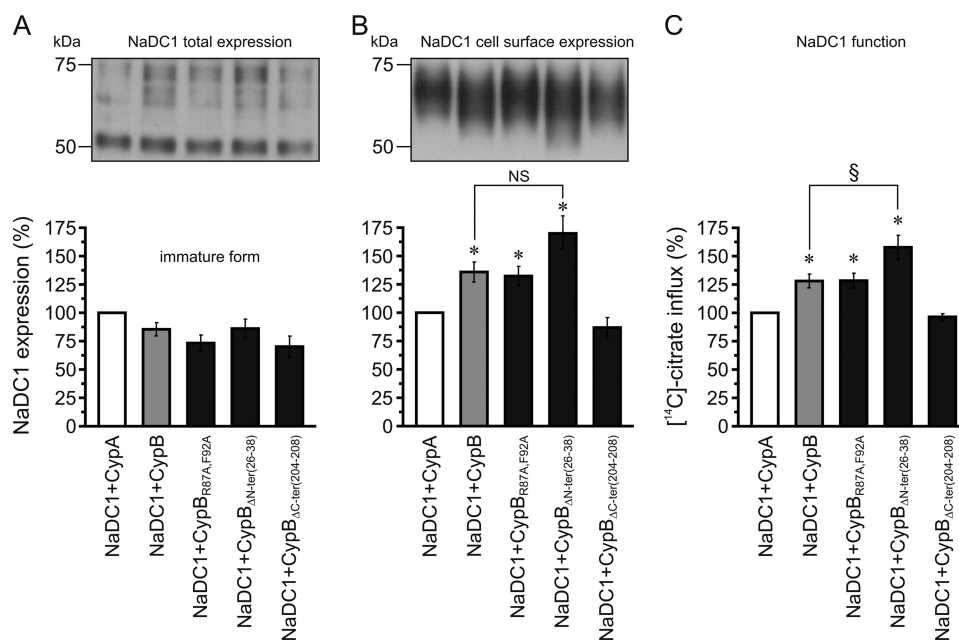 A
kDa
NaDC1 total expression
75
50
NaDC1 expression (%)
175
150
125
100
75
50
25
0
immature form
NaDC1+CypA
NaDC1+CypB
NaDC1+CypBR87A,F92A
NaDC1+CypBΔN-ter(26-38)
NaDC1+CypBΔC-ter(204-208)
B
kDa
NaDC1 cell surface expression
75
50
NS
175
150
125
100
75
50
25
0
*
*
*
NaDC1+CypA
NaDC1+CypB
NaDC1+CypBR87A,F92A
NaDC1+CypBΔN-ter(26-38)
NaDC1+CypBΔC-ter(204-208)
C
NaDC1 function
§
[14C]-citrate influx (%)
175
150
125
100
75
50
25
0
*
*
*
NaDC1+CypA
NaDC1+CypB
NaDC1+CypBR87A,F92A
NaDC1+CypBΔN-ter(26-38)
NaDC1+CypBΔC-ter(204-208)